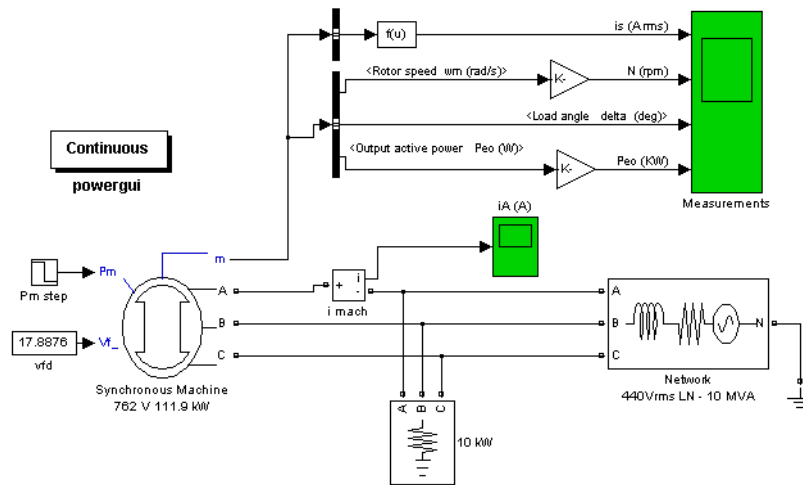 is (Arms)
f(u)
<Rotor speed wm (rad/s)>
K-
N (rpm)
<Load angle delta (deg)>
<Output active power Peo (W)>
K-
Peo (KW)
Measurements
Continuous
powergui
iA (A)
m
Pm
Pm step
A
+
i
-
i mach
A
B
B
N
17.8876
Vf_
vfd
C
C
Synchronous Machine
762 V 111.9 kW
Network
440Vrms LN - 10 MVA
A B C
10 kW